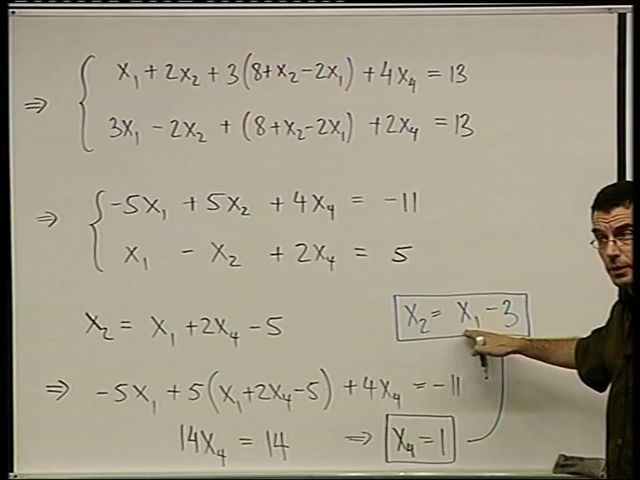 ⇒ { x₁ + 2x₂ + 3(8+x₂-2x₁) + 4x₄ = 13
3x₁ - 2x₂ + (8+x₂-2x₁) + 2x₄ = 13
⇒ { -5x₁ + 5x₂ + 4x₄ = -11
x₁ - x₂ + 2x₄ = 5
x₂ = x₁ + 2x₄ - 5
x₂ = x₁ - 3
⇒ -5x₁ + 5(x₁+2x₄-5) + 4x₄ = -11
14x₄ = 14 ⇒ x₄ = 1